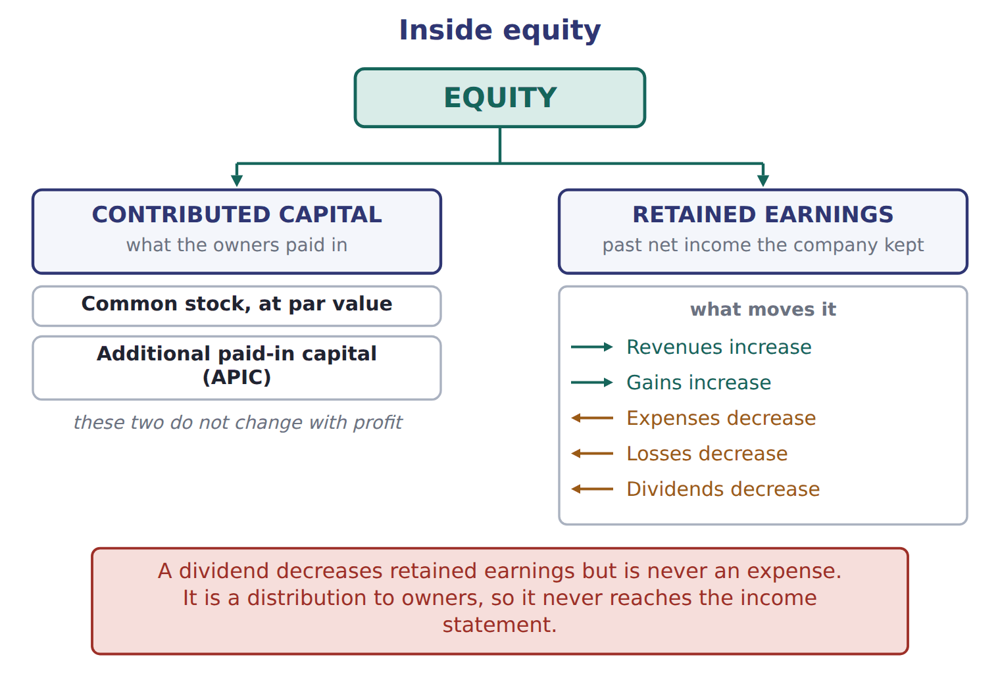 Inside equity
EQUITY
CONTRIBUTED CAPITAL
what the owners paid in
Common stock, at par value
Additional paid-in capital
(APIC)
these two do not change with profit
RETAINED EARNINGS
past net income the company kept
what moves it
Revenues increase
Gains increase
Expenses decrease
Losses decrease
Dividends decrease
A dividend decreases retained earnings but is never an expense.
It is a distribution to owners, so it never reaches the income
statement.